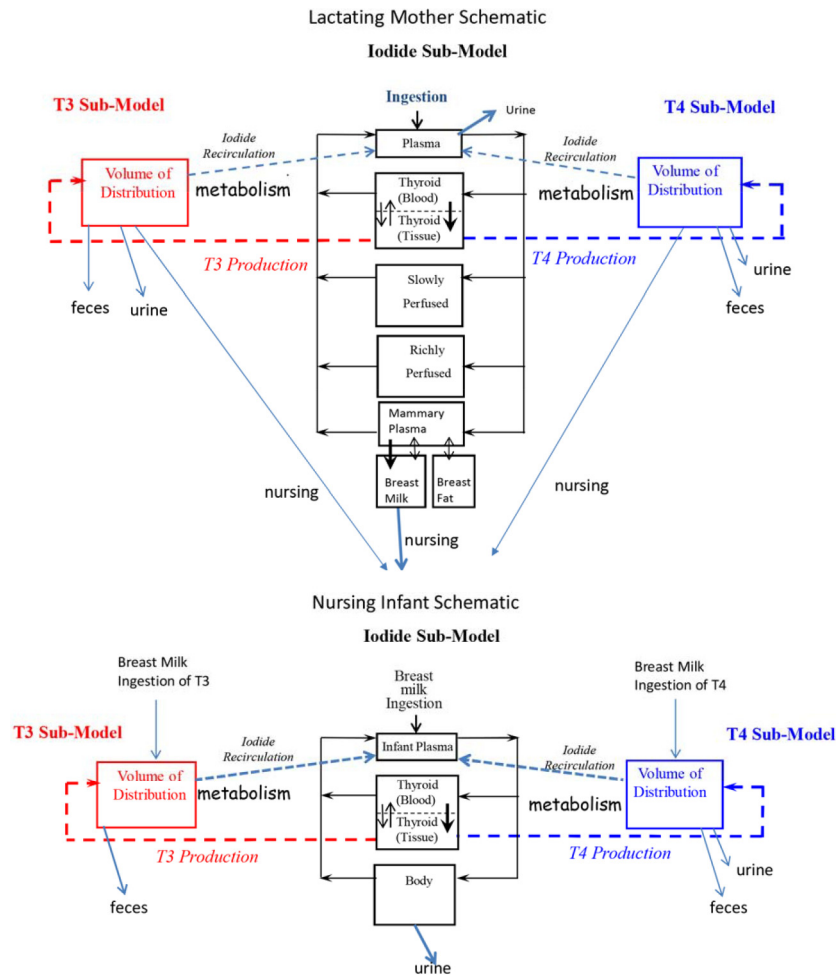 Lactating Mother Schematic
Iodide Sub-Model
T3 Sub-Model
Ingestion
Urine
T4 Sub-Model
Iodide
Recirculation
Plasma
Iodide
Recirculation
Volume of
Distribution
metabolism
Thyroid
(Blood)
Thyroid
(Tissue)
metabolism
Volume of
Distribution
T3 Production
T4 Production
feces
urine
urine
feces
Slowly
Perfused
Richly
Perfused
Mammary
Plasma
Breast
Milk
Breast
Fat
nursing
nursing
nursing
Nursing Infant Schematic
Iodide Sub-Model
Breast Milk
Ingestion of T3
Breast
milk
Ingestion
Breast Milk
Ingestion of T4
T3 Sub-Model
T4 Sub-Model
Iodide
Recirculation
Infant Plasma
Iodide
Recirculation
Volume of
Distribution
metabolism
Thyroid
(Blood)
Thyroid
(Tissue)
metabolism
Volume of
Distribution
T3 Production
T4 Production
feces
Body
urine
feces
urine